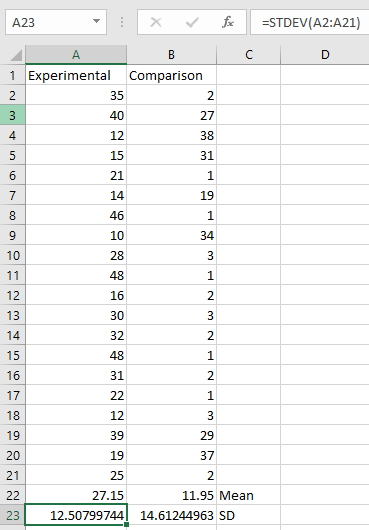 A23 =STDEV(A2:A21)
A B C D
1 Experimental Comparison
2 35 2
3 40 27
4 12 38
5 15 31
6 21 1
7 14 19
8 46 1
9 10 34
10 28 3
11 48 1
12 16 2
13 30 3
14 32 2
15 48 1
16 31 2
17 22 1
18 12 3
19 39 29
20 19 37
21 25 2
22 27.15 11.95 Mean
23 12.50799744 14.61244963 SD